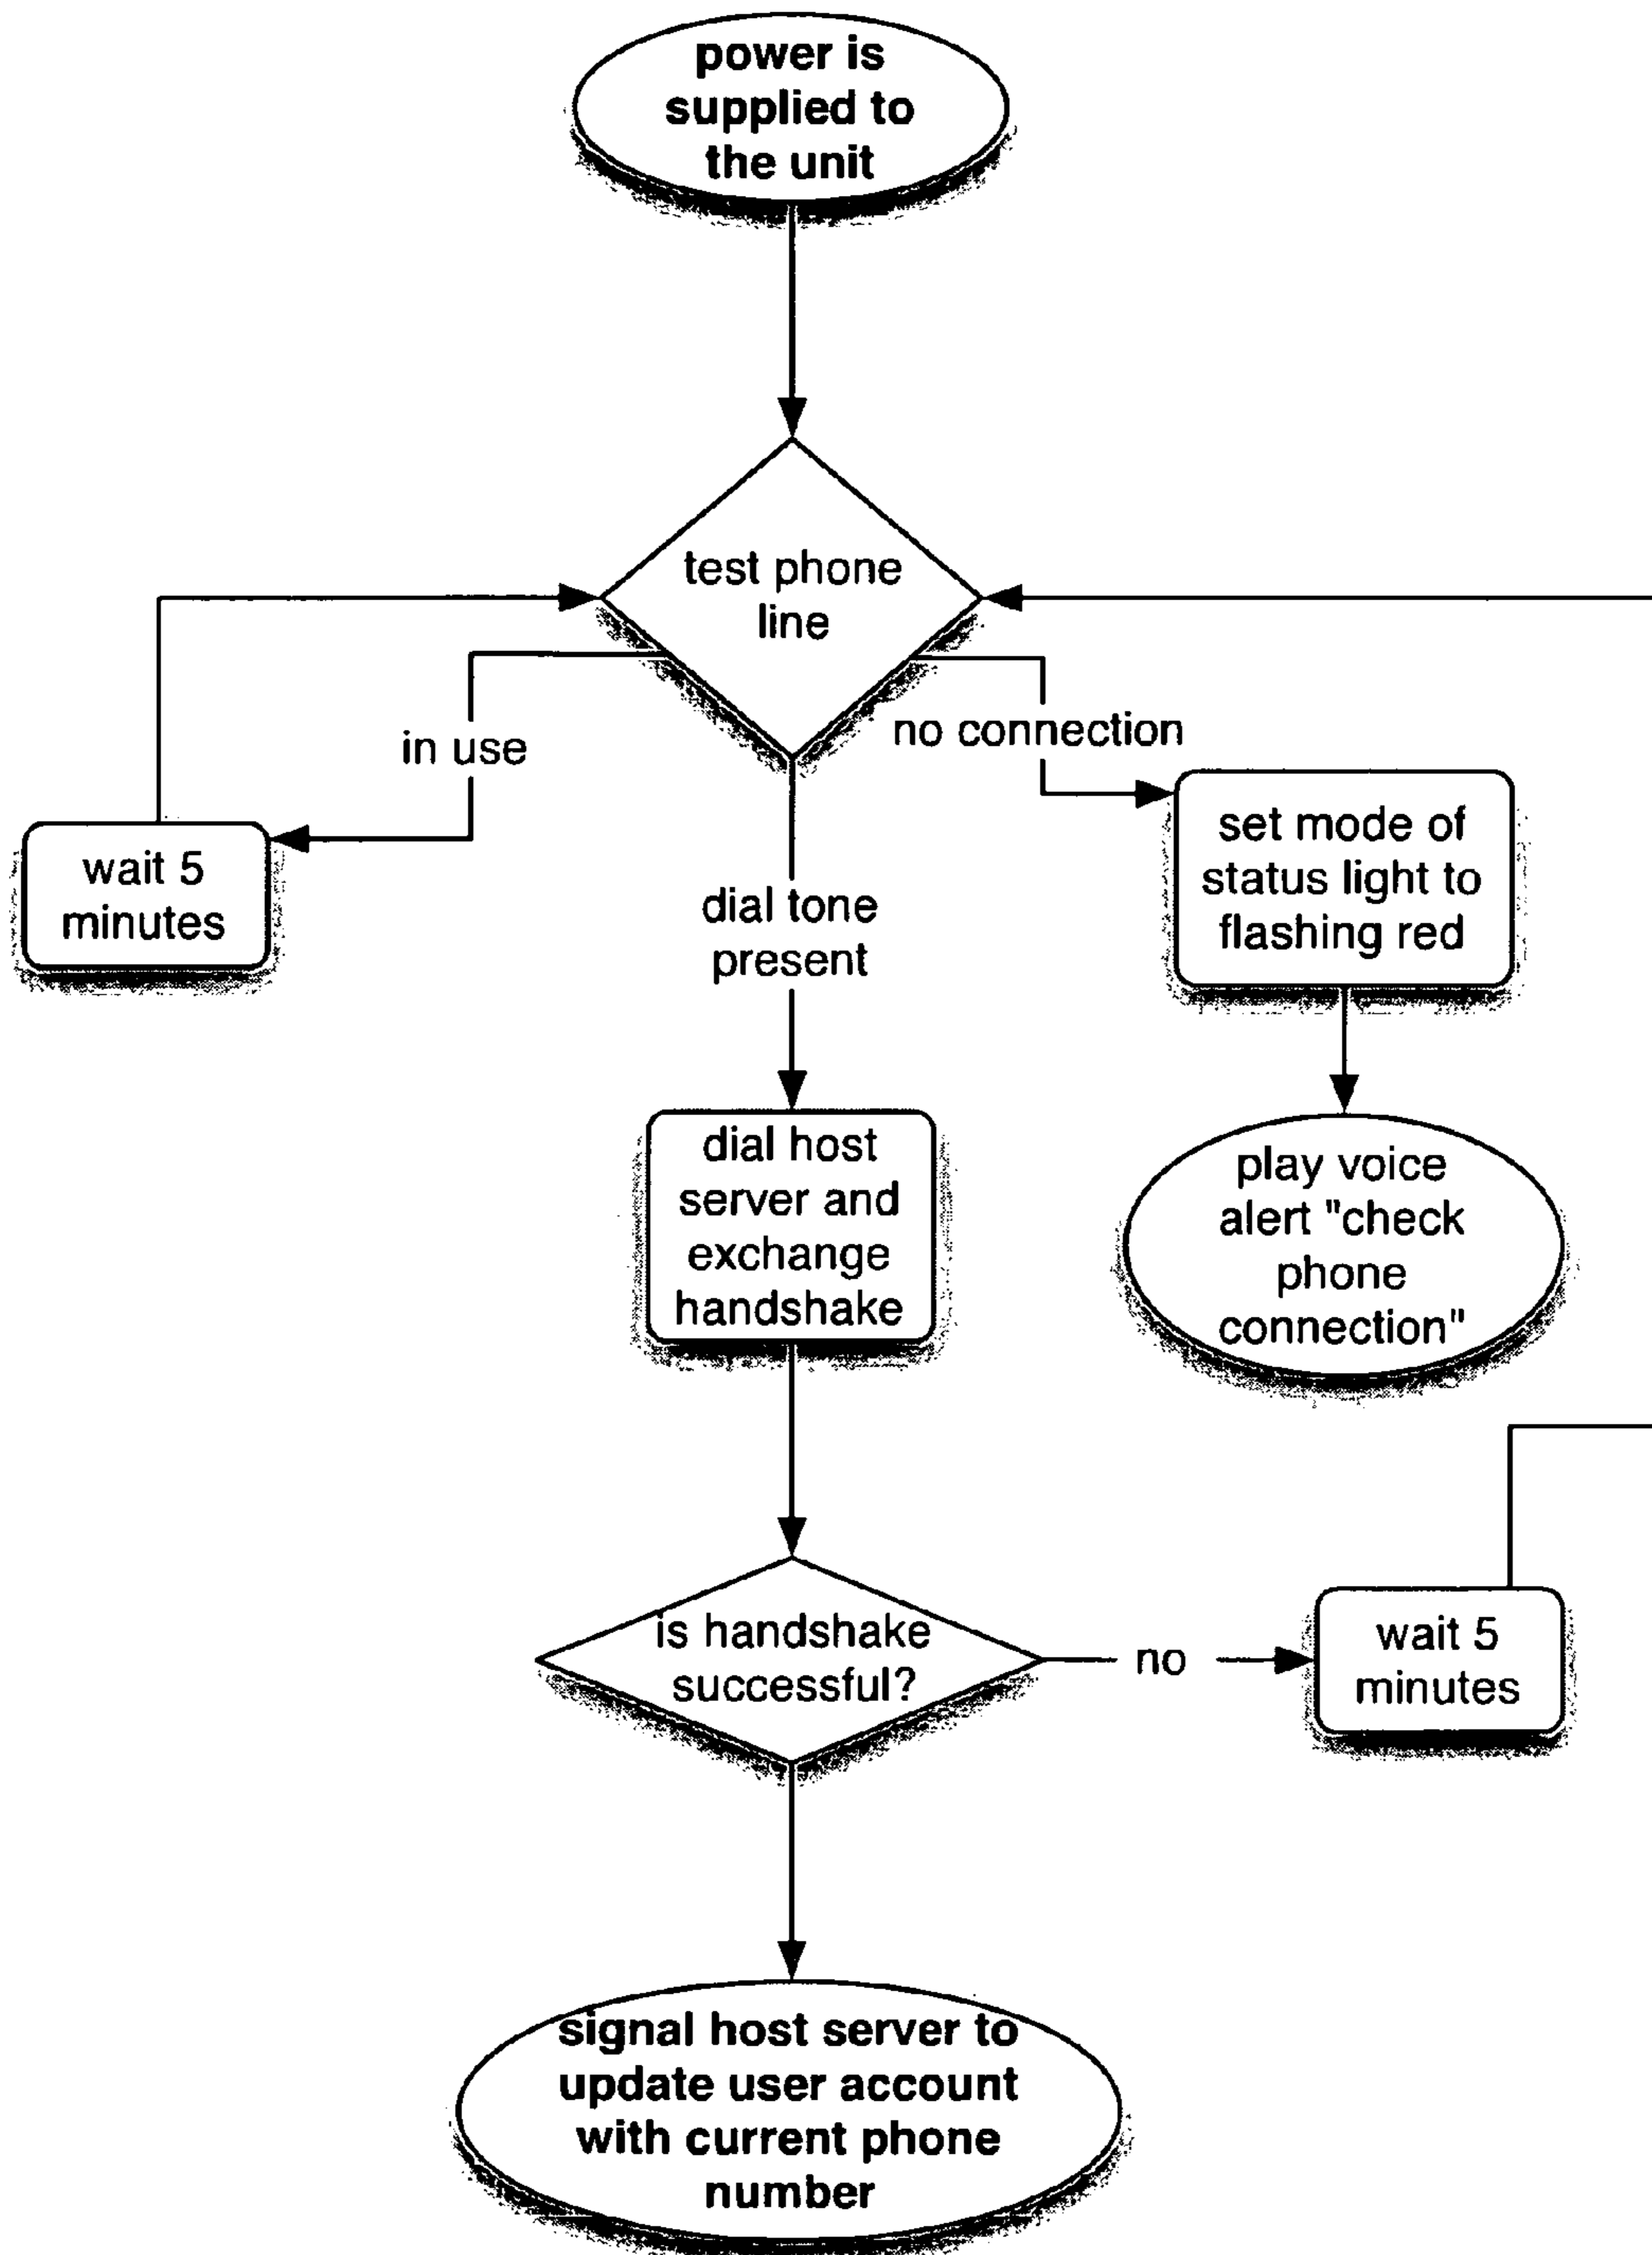 power is
supplied to
the unit
test phone
line
in use
no connection
wait 5
minutes
dial tone
present
set mode of
status light to
flashing red
dial host
server and
exchange
handshake
play voice
alert "check
phone
connection"
is handshake
successful?
no
wait 5
minutes
signal host server to
update user account
with current phone
number